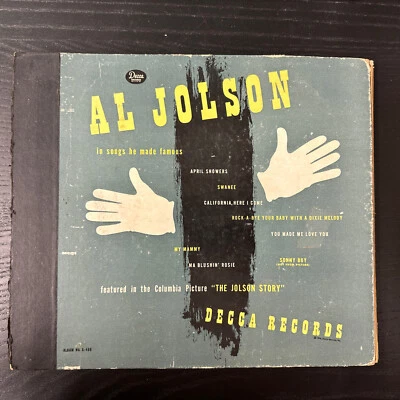 Decca
AL JOLSON
in songs he made famous
APRIL SHOWERS
SWANEE
CALIFORNIA, HERE I COME
ROCK-A-BYE YOUR BABY WITH A DIXIE MELODY
YOU MADE ME LOVE YOU
MY MAMMY
SONNY BOY
MA BLUSHIN' ROSIE
featured in the Columbia Picture "THE JOLSON STORY"
DECCA RECORDS
ALBUM NO.